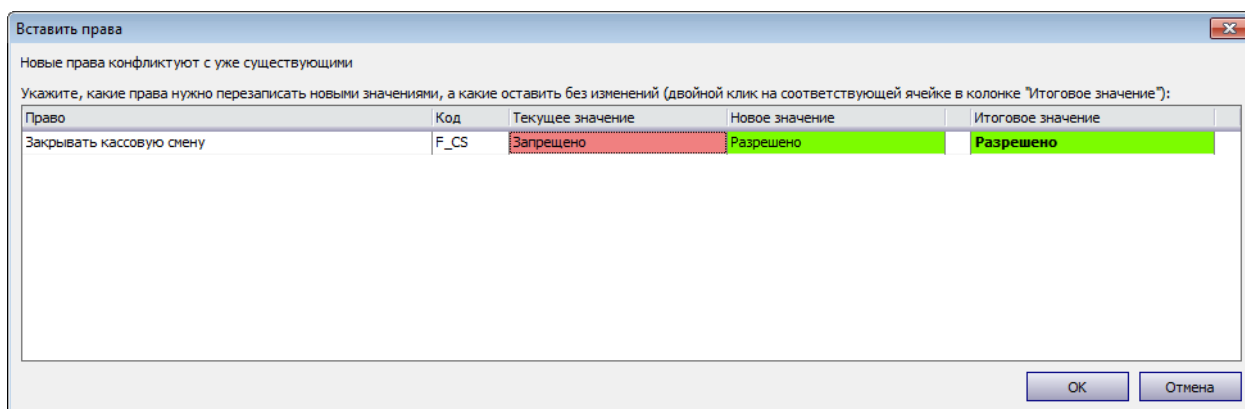 Вставить права
Новые права конфликтуют с уже существующими
Укажите, какие права нужно перезаписать новыми значениями, а какие оставить без изменений (двойной клик на соответствующей ячейке в колонке "Итоговое значение"):
Право Код Текущее значение Новое значение Итоговое значение
Закрывать кассовую смену F_CS Запрещено Разрешено Разрешено
OK Отмена